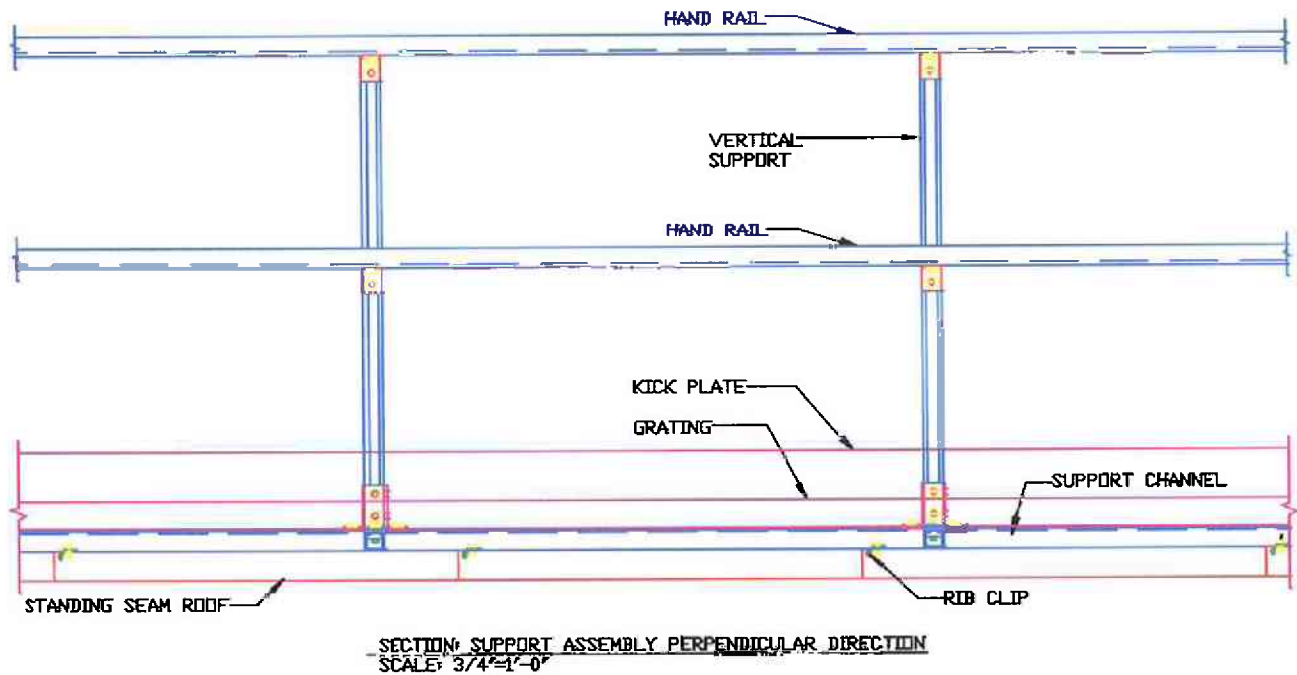 HAND RAIL
VERTICAL
SUPPORT
HAND RAIL
KICK PLATE
GRATING
SUPPORT CHANNEL
STANDING SEAM ROOF
RIB CLIP
SECTION: SUPPORT ASSEMBLY PERPENDICULAR DIRECTION
SCALE: 3/4"=1'-0"